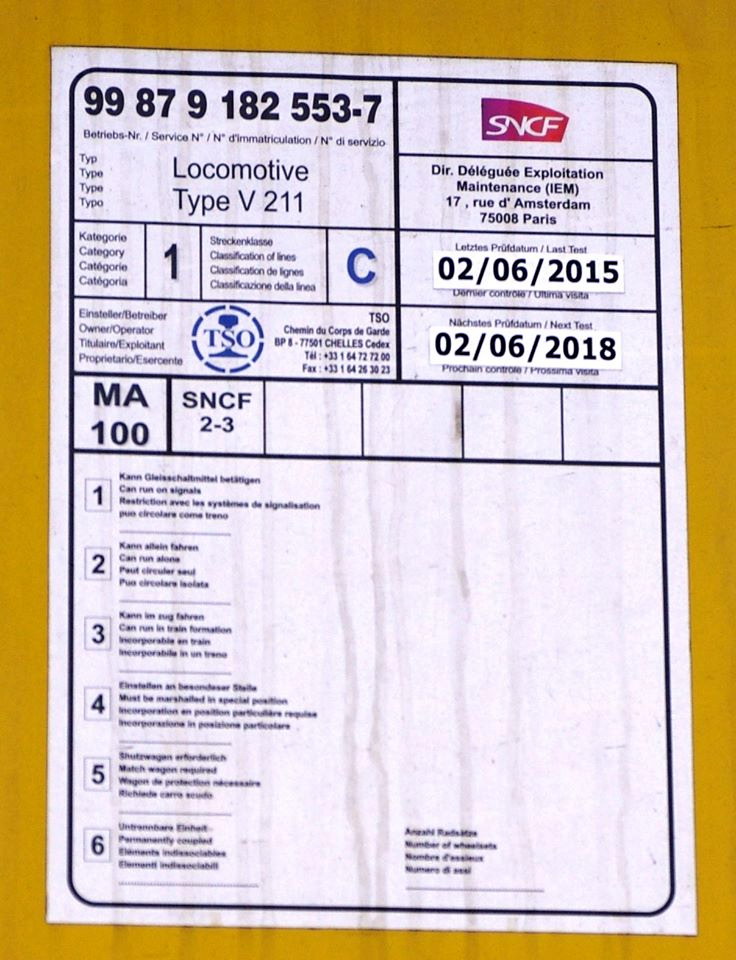 99 87 9 182 553-7
Betriebs-Nr. / Service N° / N° d'immatriculation / N° di servizio
Typ
Type
Type
Typo
Locomotive
Type V 211
SNCF
Dir. Déléguée Exploitation
Maintenance (IEM)
17 , rue d' Amsterdam
75008 Paris
Kategorie
Category
Catégorie
Catégoria
1
Streckenklasse
Classification of lines
Classification de lignes
Classificazione della linea
C
Letztes Prüfdatum / Last Test
02/06/2015
Dernier contrôle / Ultima visita
Einsteller/Betreiber
Owner/Operator
Titulaire/Exploitant
Proprietario/Esercente
TSO
TSO
Chemin du Corps de Garde
BP 8 - 77501 CHELLES Cedex
Tél : +33 1 64 72 72 00
Fax : +33 1 64 26 30 23
Nächstes Prüfdatum / Next Test
02/06/2018
Prochain contrôle / Prossima visita
MA
100
SNCF
2-3
1
Kann Gleisschaltmittel betätigen
Can run on signals
Restriction avec les systèmes de signalisation
puo circolare come treno
2
Kann allein fahren
Can run alone
Peut circuler seul
Puo circolare isolata
3
Kann im zug fahren
Can run in train formation
Incorporable en train
Incorporabile in un treno
4
Einstellen an besondeser Stelle
Must be marshalled in special position
Incorporation en position particulière requise
Incorporazione in posizione particolare
5
Shutzwagen erforderlich
Match wagon required
Wagon de protection nécessaire
Richiede carro scudo
6
Untrennbare Einheit
Permanently coupled
Eléments indissociables
Elementi indissociabili
Anzahl Radsätze
Number of wheelsets
Nombre d'essieux
Numero di assi